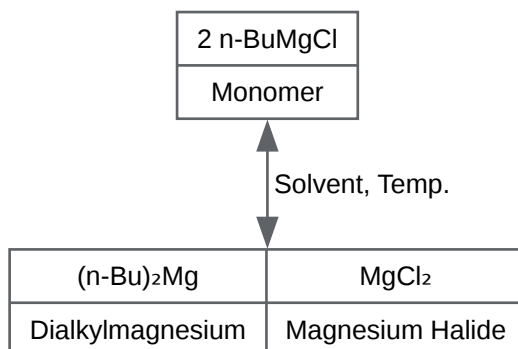 2 n-BuMgCl
Monomer
Solvent, Temp.
(n-Bu)₂Mg
MgCl₂
Dialkylmagnesium
Magnesium Halide